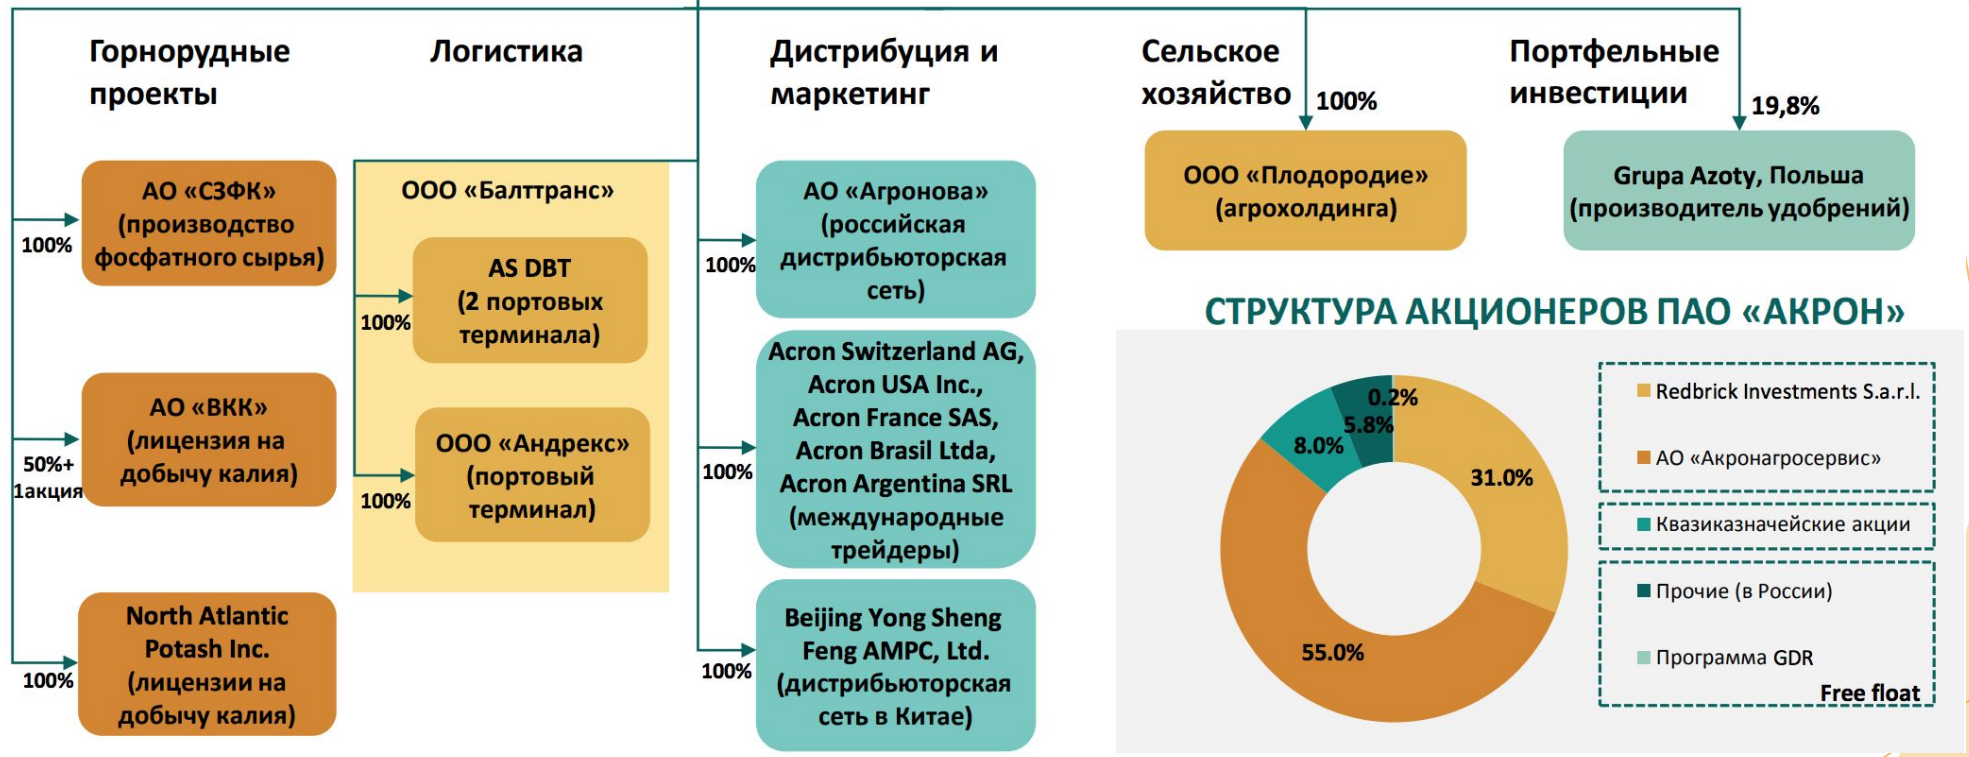 Горнорудные
проекты
100%
АО «СЗФК»
(производство
фосфатного сырья)
50%+
1акция
АО «ВКК»
(лицензия на
добычу калия)
100%
North Atlantic
Potash Inc.
(лицензии на
добычу калия)
Логистика
ООО «Балттранс»
100%
AS DBT
(2 портовых
терминала)
100%
ООО «Андрекс»
(портовый
терминал)
Дистрибуция и
маркетинг
100%
АО «Агронова»
(российская
дистрибьюторская
сеть)
100%
Acron Switzerland AG,
Acron USA Inc.,
Acron France SAS,
Acron Brasil Ltda,
Acron Argentina SRL
(международные
трейдеры)
100%
Beijing Yong Sheng
Feng AMPC, Ltd.
(дистрибьюторская
сеть в Китае)
Сельское
хозяйство
100%
ООО «Плодородие»
(агрохолдинга)
Портфельные
инвестиции
19,8%
Grupa Azoty, Польша
(производитель удобрений)
СТРУКТУРА АКЦИОНЕРОВ ПАО «АКРОН»
0.2%
5.8%
8.0%
31.0%
55.0%
Redbrick Investments S.a.r.l.
АО «Акронагросервис»
Квазиказначейские акции
Прочие (в России)
Программа GDR
Free float